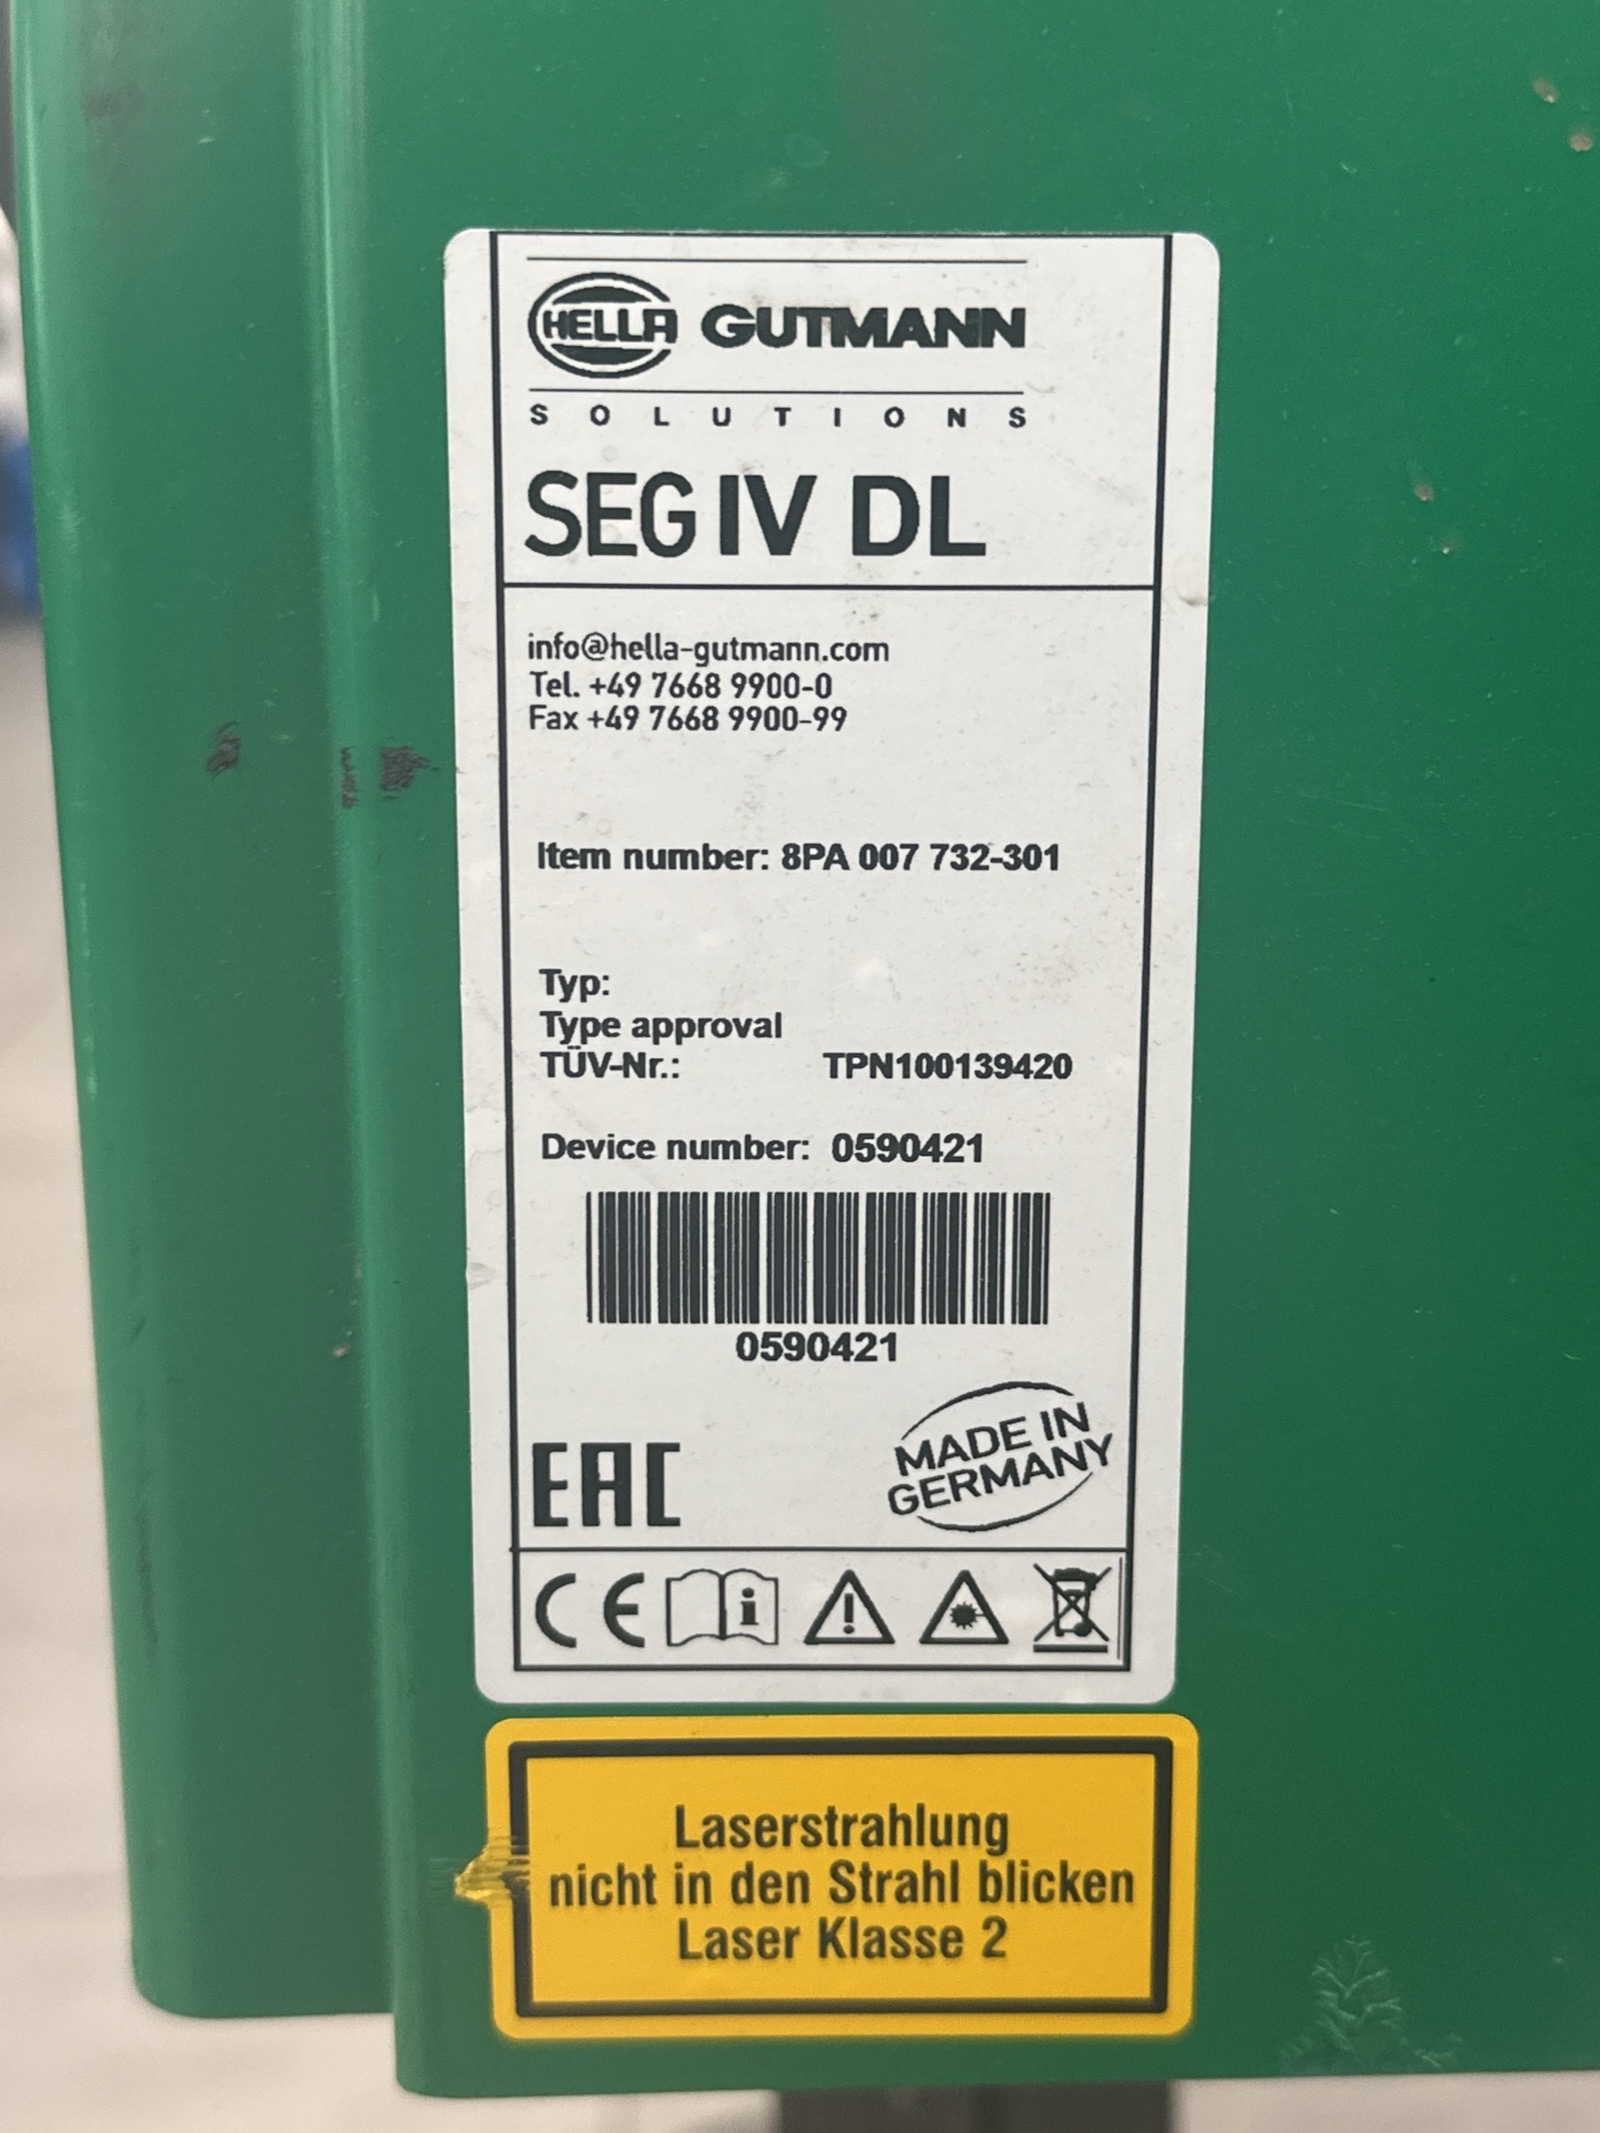 HELLA GUTMANN
SOLUTIONS
SEG IV DL
info@hella-gutmann.com
Tel. +49 7668 9900-0
Fax +49 7668 9900-99
Item number: 8PA 007 732-301
Typ:
Type approval
TÜV-Nr.: TPN100139420
Device number: 0590421
0590421
EAC
MADE IN
GERMANY
CE i !
Laserstrahlung
nicht in den Strahl blicken
Laser Klasse 2